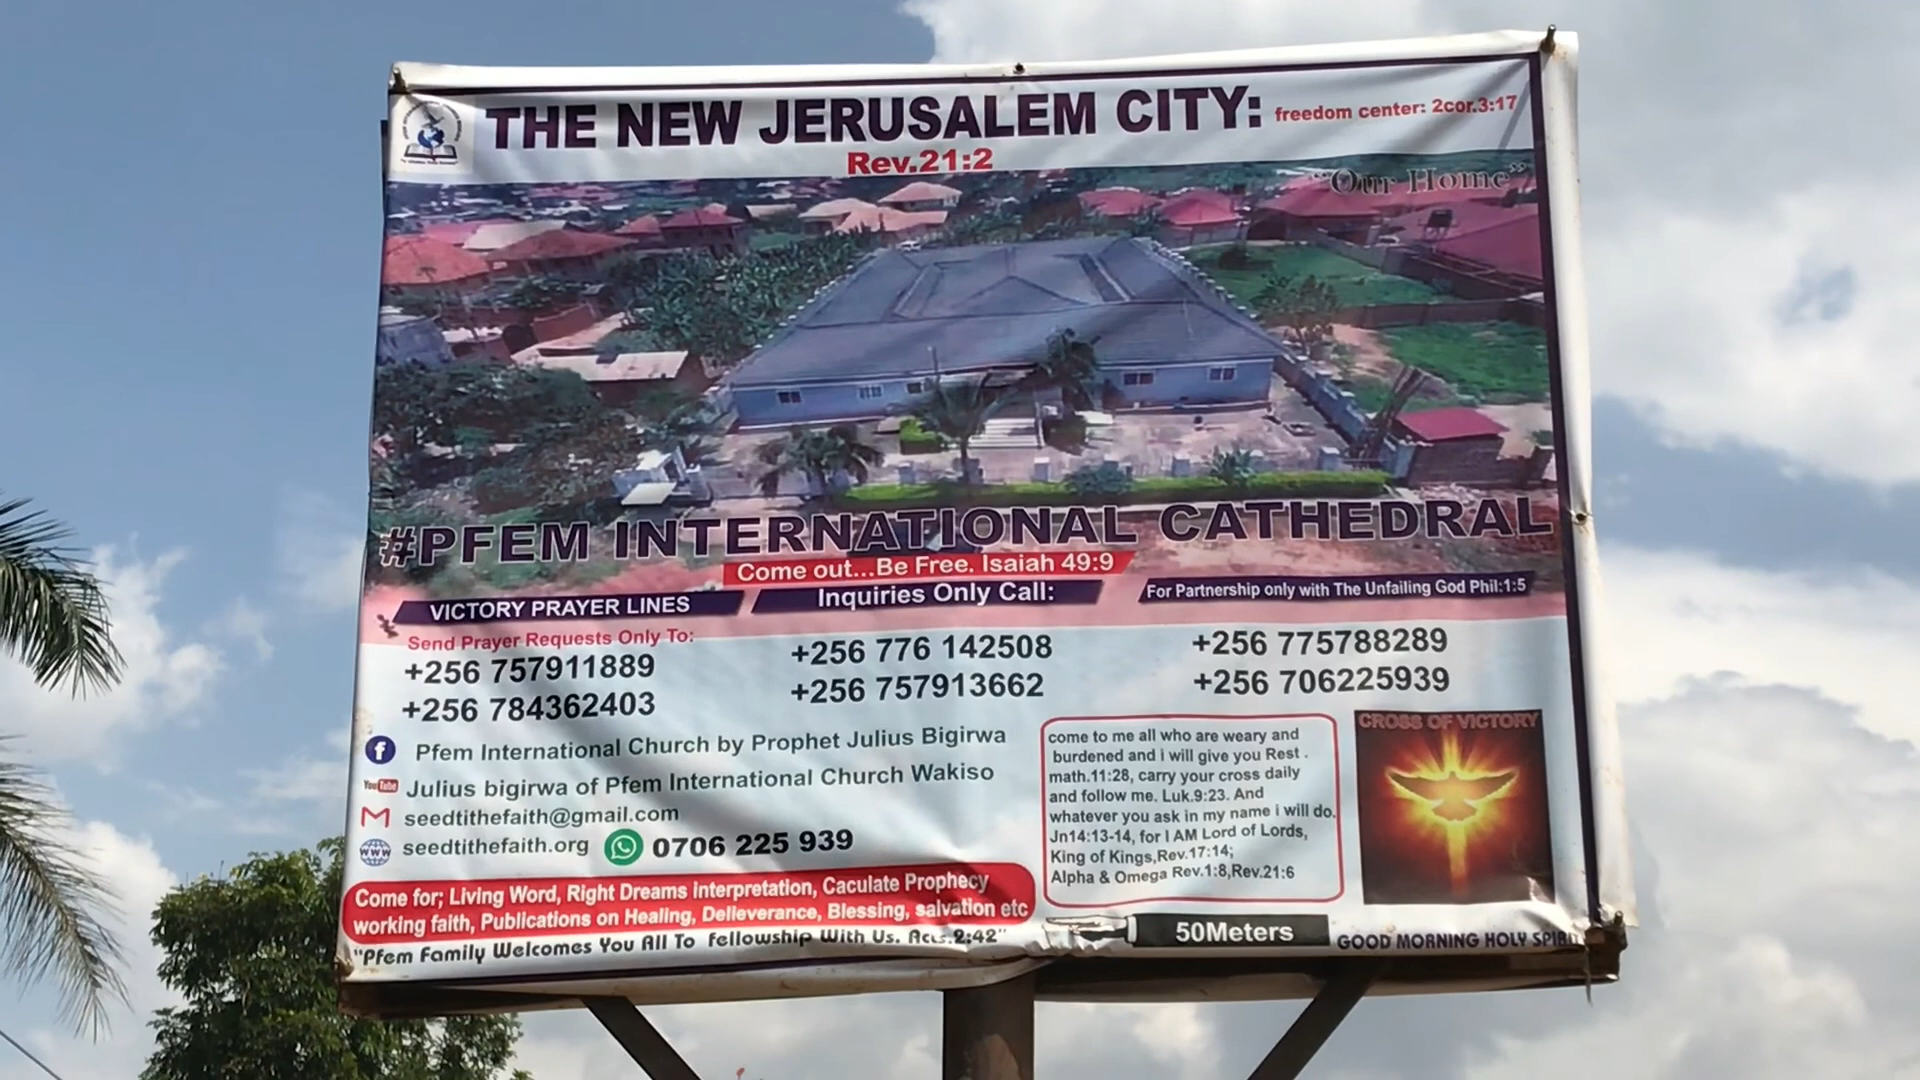 THE NEW JERUSALEM CITY: freedom center: 2cor.3:17
Rev.21:2
"Our Home"
#PFEM INTERNATIONAL CATHEDRAL
Come out...Be Free. Isaiah 49:9
VICTORY PRAYER LINES
Send Prayer Requests Only To:
+256 757911889
+256 784362403
Inquiries Only Call:
+256 776 142508
+256 757913662
For Partnership only with The Unfailing God Phil:1:5
+256 775788289
+256 706225939
Pfem International Church by Prophet Julius Bigirwa
YouTube Julius bigirwa of Pfem International Church Wakiso
seedtithefaith@gmail.com
www seedtithefaith.org 0706 225 939
come to me all who are weary and
burdened and i will give you Rest .
math.11:28, carry your cross daily
and follow me. Luk.9:23. And
whatever you ask in my name i will do.
Jn14:13-14, for I AM Lord of Lords,
King of Kings,Rev.17:14;
Alpha & Omega Rev.1:8,Rev.21:6
CROSS OF VICTORY
Come for; Living Word, Right Dreams interpretation, Caculate Prophecy
working faith, Publications on Healing, Delleverance, Blessing, salvation etc
"Pfem Family Welcomes You All To fellowship With Us. Acts.2:42"
50Meters
GOOD MORNING HOLY SPIRIT